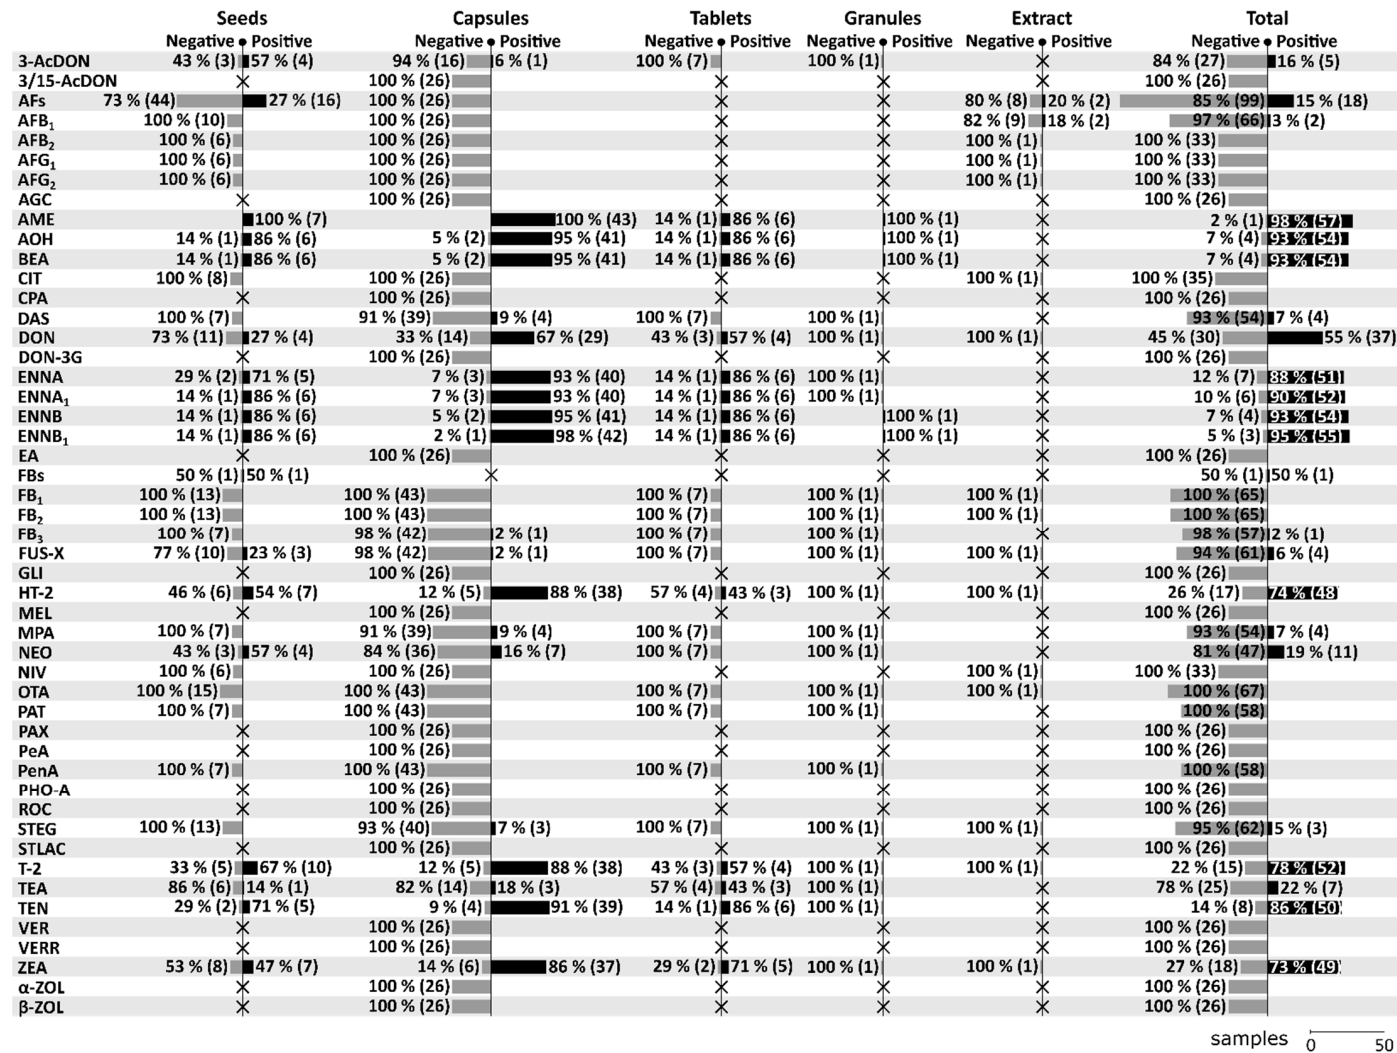 Seeds Capsules Tablets Granules Extract Total
Negative Positive Negative Positive Negative Positive Negative Positive Negative Positive Negative Positive
3-AcDON 43 % (3) 57 % (4) 94 % (16) 6 % (1) 100 % (7) 100 % (1) 84 % (27) 16 % (5)
3/15-AcDON 100 % (26) 100 % (26)
AFs 73 % (44) 27 % (16) 100 % (26) 80 % (8) 20 % (2) 85 % (99) 15 % (18)
AFB1 100 % (10) 100 % (26) 82 % (9) 18 % (2) 97 % (66) 3 % (2)
AFB2 100 % (6) 100 % (26) 100 % (1) 100 % (33)
AFG1 100 % (6) 100 % (26) 100 % (1) 100 % (33)
AFG2 100 % (6) 100 % (26) 100 % (1) 100 % (33)
AGC 100 % (26) 100 % (26)
AME 100 % (7) 100 % (43) 14 % (1) 86 % (6) 100 % (1) 2 % (1) 98 % (57)
AOH 14 % (1) 86 % (6) 5 % (2) 95 % (41) 14 % (1) 86 % (6) 100 % (1) 7 % (4) 93 % (54)
BEA 14 % (1) 86 % (6) 5 % (2) 95 % (41) 14 % (1) 86 % (6) 100 % (1) 7 % (4) 93 % (54)
CIT 100 % (8) 100 % (26) 100 % (1) 100 % (35)
CPA 100 % (26) 100 % (26)
DAS 100 % (7) 91 % (39) 9 % (4) 100 % (7) 100 % (1) 93 % (54) 7 % (4)
DON 73 % (11) 27 % (4) 33 % (14) 67 % (29) 43 % (3) 57 % (4) 100 % (1) 100 % (1) 45 % (30) 55 % (37)
DON-3G 100 % (26) 100 % (26)
ENNA 29 % (2) 71 % (5) 7 % (3) 93 % (40) 14 % (1) 86 % (6) 100 % (1) 12 % (7) 88 % (51)
ENNA1 14 % (1) 86 % (6) 7 % (3) 93 % (40) 14 % (1) 86 % (6) 100 % (1) 10 % (6) 90 % (52)
ENNB 14 % (1) 86 % (6) 5 % (2) 95 % (41) 14 % (1) 86 % (6) 100 % (1) 7 % (4) 93 % (54)
ENNB1 14 % (1) 86 % (6) 2 % (1) 98 % (42) 14 % (1) 86 % (6) 100 % (1) 5 % (3) 95 % (55)
EA 100 % (26) 100 % (26)
FBs 50 % (1) 50 % (1) 50 % (1) 50 % (1)
FB1 100 % (13) 100 % (43) 100 % (7) 100 % (1) 100 % (1) 100 % (65)
FB2 100 % (13) 100 % (43) 100 % (7) 100 % (1) 100 % (1) 100 % (65)
FB3 100 % (7) 98 % (42) 2 % (1) 100 % (7) 100 % (1) 98 % (57) 2 % (1)
FUS-X 77 % (10) 23 % (3) 98 % (42) 2 % (1) 100 % (7) 100 % (1) 100 % (1) 94 % (61) 6 % (4)
GLI 100 % (26) 100 % (26)
HT-2 46 % (6) 54 % (7) 12 % (5) 88 % (38) 57 % (4) 43 % (3) 100 % (1) 100 % (1) 26 % (17) 74 % (48)
MEL 100 % (26) 100 % (26)
MPA 100 % (7) 91 % (39) 9 % (4) 100 % (7) 100 % (1) 93 % (54) 7 % (4)
NEO 43 % (3) 57 % (4) 84 % (36) 16 % (7) 100 % (7) 100 % (1) 81 % (47) 19 % (11)
NIV 100 % (6) 100 % (26) 100 % (1) 100 % (33)
OTA 100 % (15) 100 % (43) 100 % (7) 100 % (1) 100 % (1) 100 % (67)
PAT 100 % (7) 100 % (43) 100 % (7) 100 % (1) 100 % (58)
PAX 100 % (26) 100 % (26)
PeA 100 % (26) 100 % (26)
PenA 100 % (7) 100 % (43) 100 % (7) 100 % (1) 100 % (58)
PHO-A 100 % (26) 100 % (26)
ROC 100 % (26) 100 % (26)
STEG 100 % (13) 93 % (40) 7 % (3) 100 % (7) 100 % (1) 100 % (1) 95 % (62) 5 % (3)
STLAC 100 % (26) 100 % (26)
T-2 33 % (5) 67 % (10) 12 % (5) 88 % (38) 43 % (3) 57 % (4) 100 % (1) 100 % (1) 22 % (15) 78 % (52)
TEA 86 % (6) 14 % (1) 82 % (14) 18 % (3) 57 % (4) 43 % (3) 100 % (1) 78 % (25) 22 % (7)
TEN 29 % (2) 71 % (5) 9 % (4) 91 % (39) 14 % (1) 86 % (6) 100 % (1) 14 % (8) 86 % (50)
VER 100 % (26) 100 % (26)
VERR 100 % (26) 100 % (26)
ZEA 53 % (8) 47 % (7) 14 % (6) 86 % (37) 29 % (2) 71 % (5) 100 % (1) 100 % (1) 27 % (18) 73 % (49)
α-ZOL 100 % (26) 100 % (26)
β-ZOL 100 % (26) 100 % (26)
samples 0 50